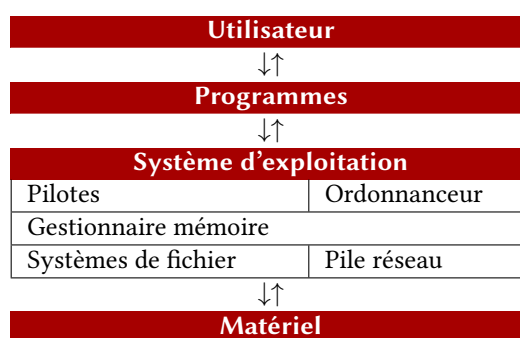 Utilisateur
↓↑
Programmes
↓↑
Système d'exploitation
Pilotes Ordonnanceur
Gestionnaire mémoire
Systèmes de fichier Pile réseau
↓↑
Matériel